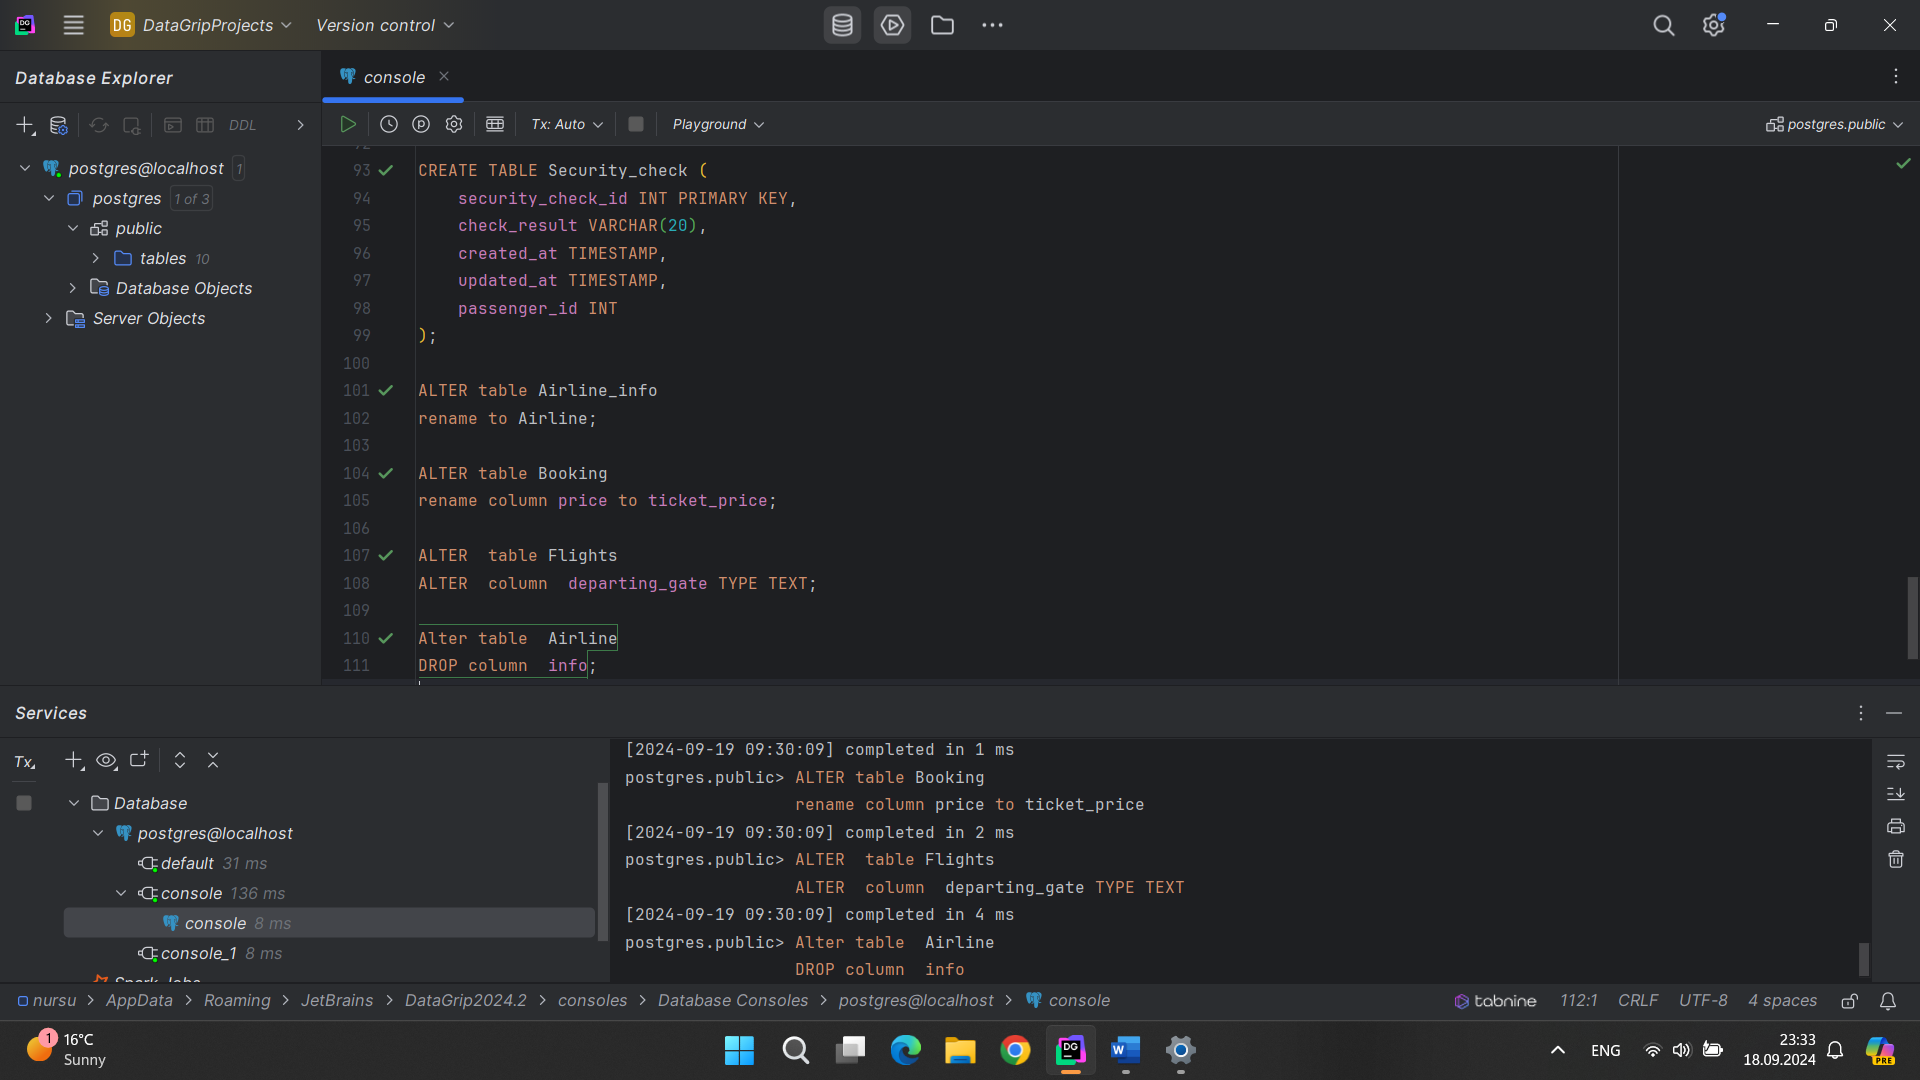 DG DataGripProjects Version control
Database Explorer
console
DDL
Tx: Auto Playground postgres.public
postgres@localhost 1
postgres 1 of 3
public
tables 10
Database Objects
Server Objects
93 CREATE TABLE Security_check (
94 security_check_id INT PRIMARY KEY,
95 check_result VARCHAR(20),
96 created_at TIMESTAMP,
97 updated_at TIMESTAMP,
98 passenger_id INT
99 );
100
101 ALTER table Airline_info
102 rename to Airline;
103
104 ALTER table Booking
105 rename column price to ticket_price;
106
107 ALTER  table Flights
108 ALTER  column  departing_gate TYPE TEXT;
109
110 Alter table  Airline
111 DROP column  info;
Services
Tx
Database
postgres@localhost
default 31 ms
console 136 ms
console 8 ms
console_1 8 ms
Spark Jobs
[2024-09-19 09:30:09] completed in 1 ms
postgres.public> ALTER table Booking
rename column price to ticket_price
[2024-09-19 09:30:09] completed in 2 ms
postgres.public> ALTER  table Flights
ALTER  column  departing_gate TYPE TEXT
[2024-09-19 09:30:09] completed in 4 ms
postgres.public> Alter table  Airline
DROP column  info
nursu > AppData > Roaming > JetBrains > DataGrip2024.2 > consoles > Database Consoles > postgres@localhost > console
tabnine 112:1 CRLF UTF-8 4 spaces
1 16°C
Sunny
DG
W
ENG
23:33
18.09.2024
PRE